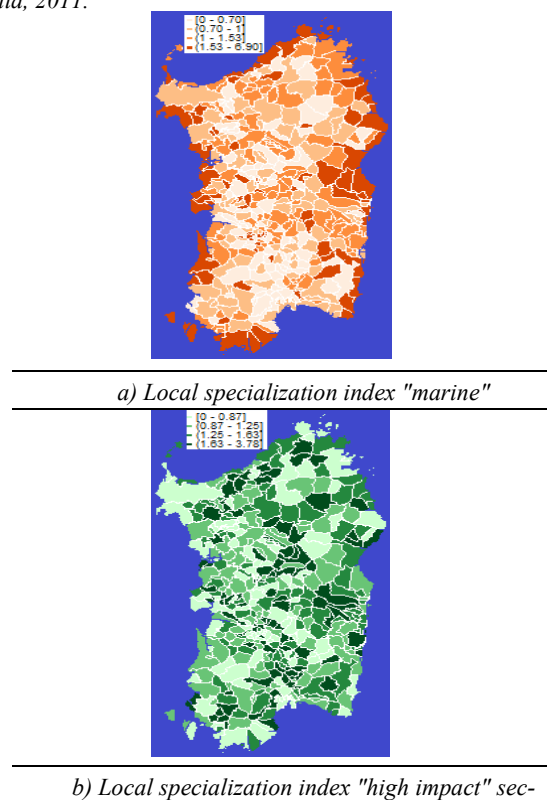 2011.
[0 - 0.70]
(0.70 - 1]
(1 - 1.53]
(1.53 - 6.90]
a) Local specialization index "marine"
[0 - 0.87]
(0.87 - 1.25]
(1.25 - 1.63]
(1.63 - 3.78]
b) Local specialization index "high impact" sec-